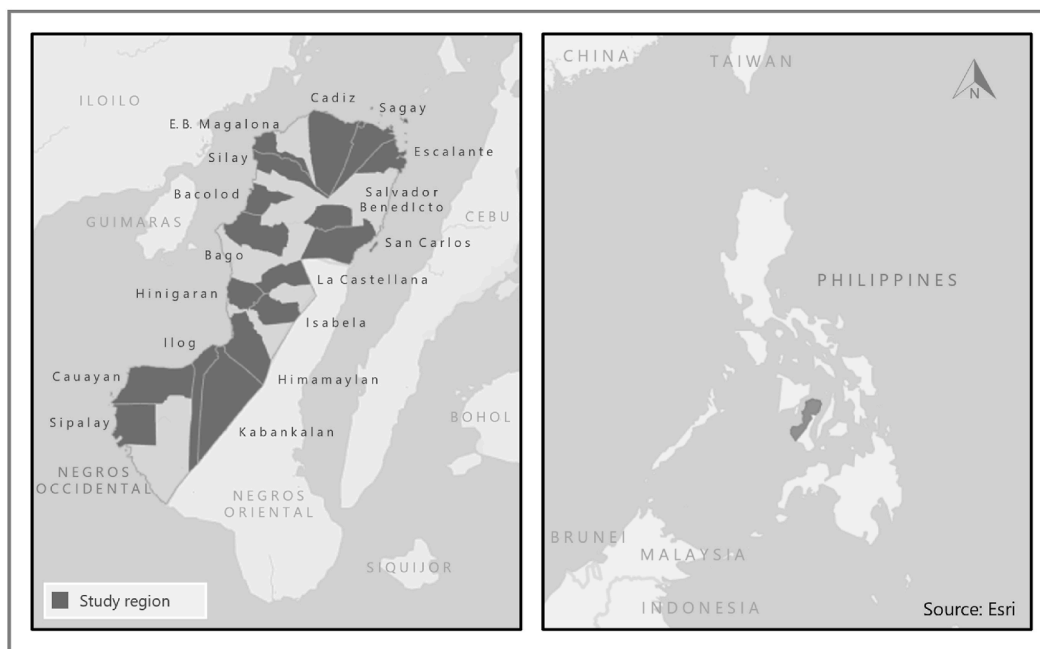 ILOILO
Cadiz
Sagay
E.B. Magalona
Escalante
Silay
Bacolod
Salvador
Benedicto
GUIMARAS
CEBU
San Carlos
Bago
La Castellana
Hinigaran
Isabela
Ilog
Cauayan
Himamaylan
Sipalay
BOHOL
Kabankalan
NEGROS
OCCIDENTAL
NEGROS
ORIENTAL
SIQUIJOR
Study region
CHINA
TAIWAN
N
PHILIPPINES
BRUNEI
MALAYSIA
INDONESIA
Source: Esri